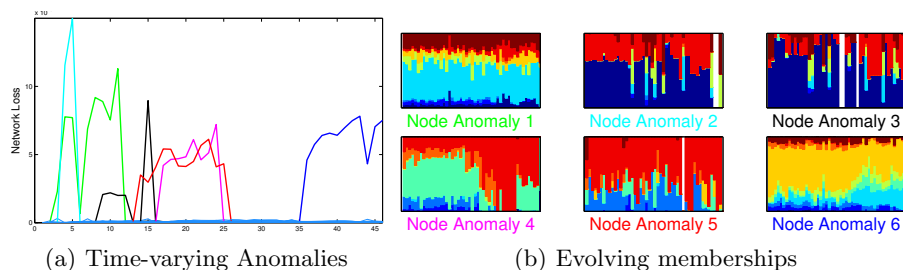 x 10
Network Loss
10
5
0
0 5 10 15 20 25 30 35 40 45
Node Anomaly 1
Node Anomaly 2
Node Anomaly 3
Node Anomaly 4
Node Anomaly 5
Node Anomaly 6
(a) Time-varying Anomalies
(b) Evolving memberships